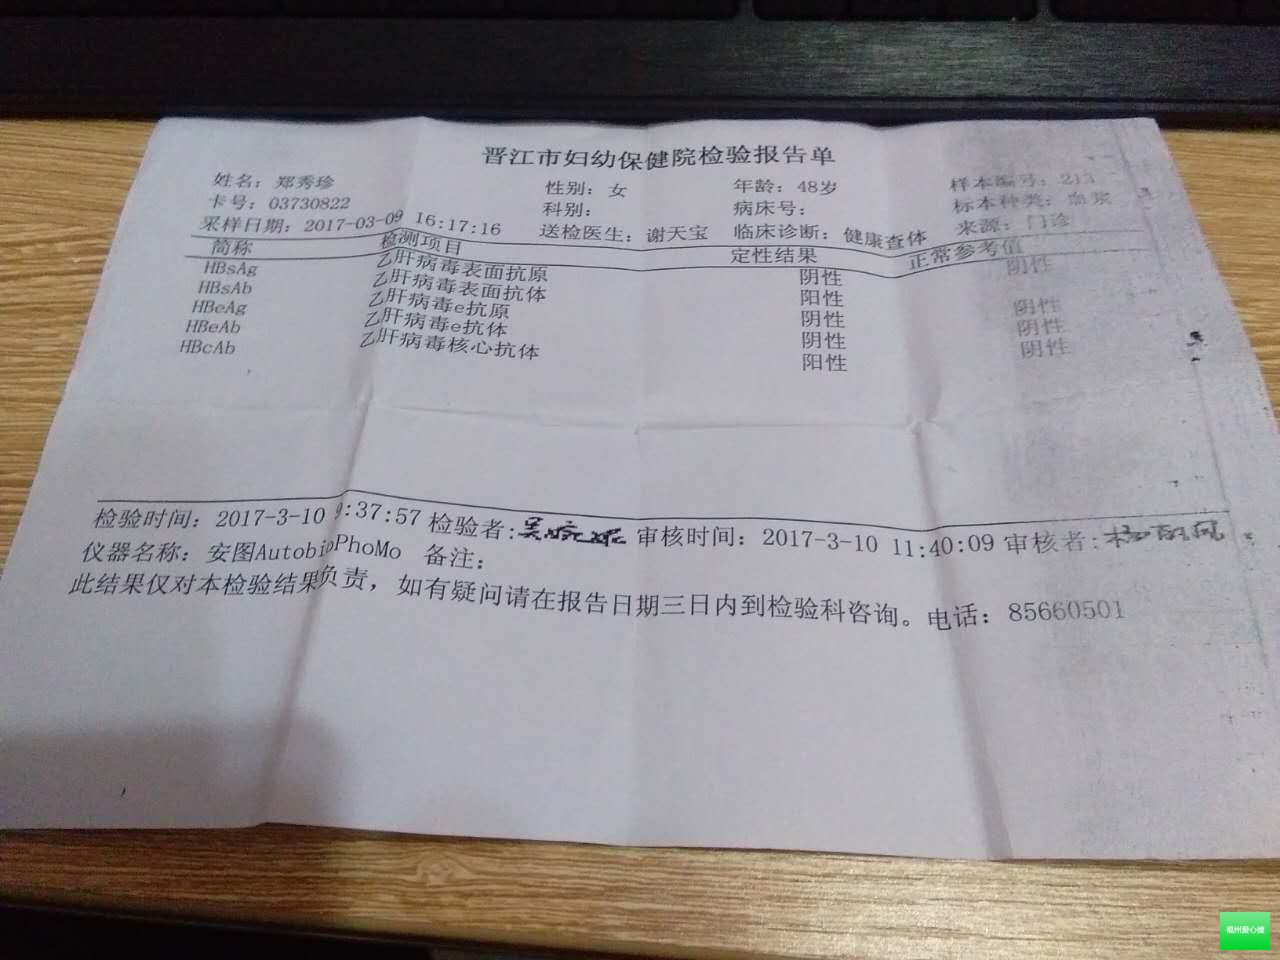 晋江市妇幼保健院检验报告单
姓名：郑秀珍 性别：女 年龄：48岁 样本编号：213
卡号：03730822 科别： 病床号： 标本种类：血浆
采样日期：2017-03-09 16:17:16 送检医生：谢天宝 临床诊断：健康查体 来源：门诊
简称 检测项目 定性结果 正常参考值
HBsAg 乙肝病毒表面抗原 阴性 阴性
HBsAb 乙肝病毒表面抗体 阳性
HBeAg 乙肝病毒e抗原 阴性 阴性
HBeAb 乙肝病毒e抗体 阴性 阴性
HBcAb 乙肝病毒核心抗体 阳性 阴性
检验时间：2017-3-10 9:37:57 检验者: 审核时间：2017-3-10 11:40:09 审核者:
仪器名称：安图AutobioPhoMo 备注：
此结果仅对本检验结果负责，如有疑问请在报告日期三日内到检验科咨询。电话：85660501
福州爱心嫂